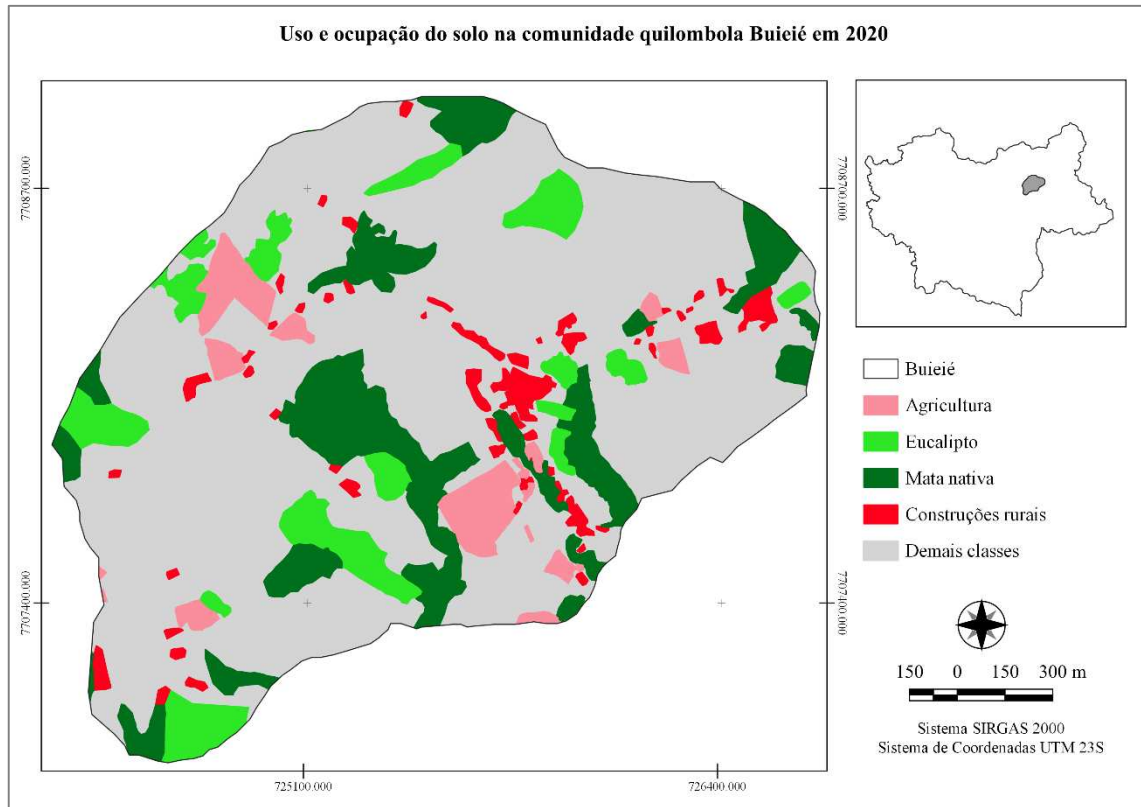 Uso e ocupação do solo na comunidade quilombola Buieié em 2020
7708700.000
7708700.000
Buieié
Agricultura
Eucalipto
Mata nativa
Construções rurais
Demais classes
7707400.000
7707400.000
150 0 150 300 m
Sistema SIRGAS 2000
Sistema de Coordenadas UTM 23S
725100.000
726400.000